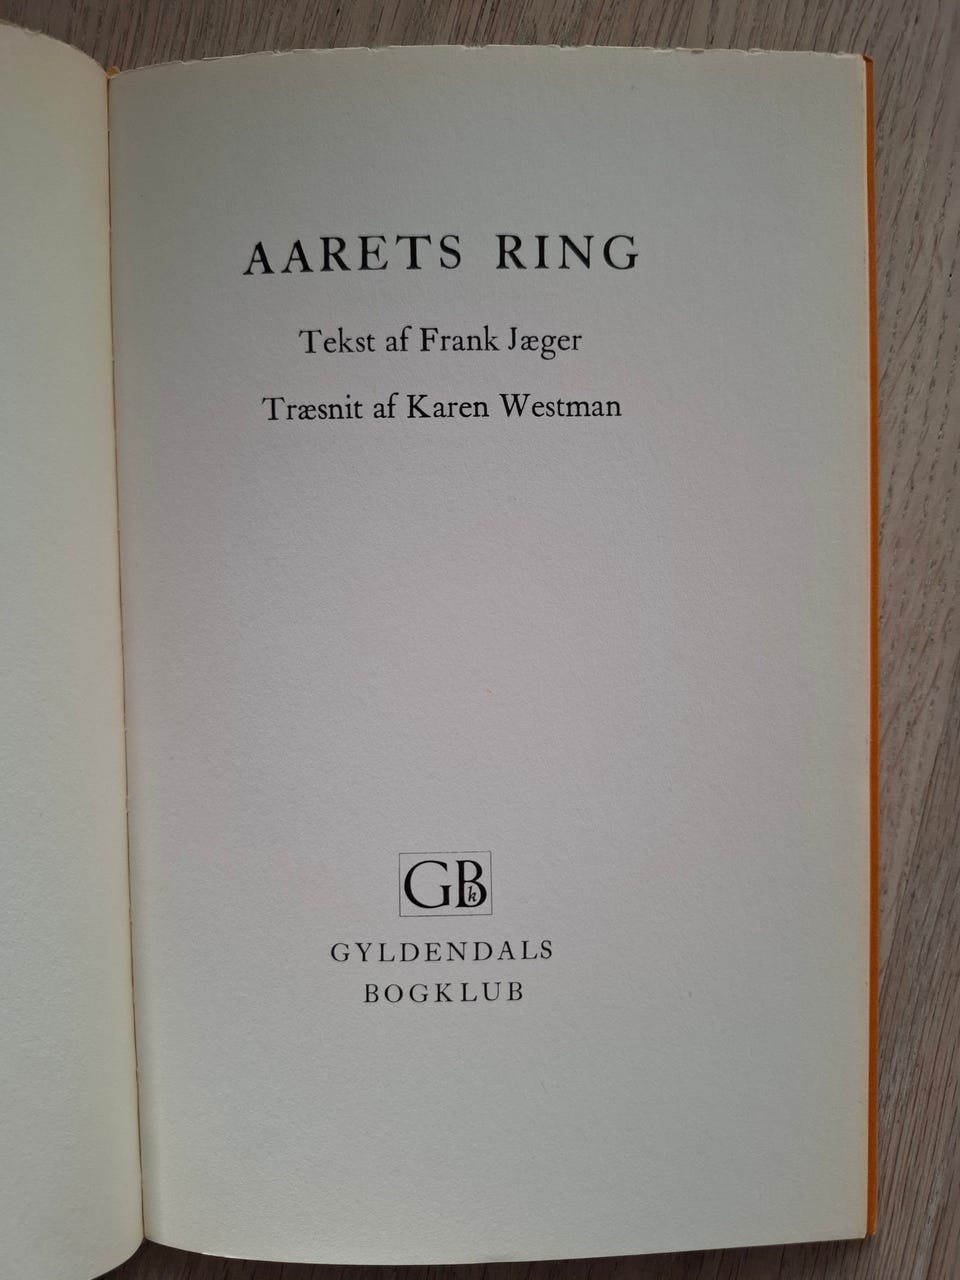 AARETS RING
Tekst af Frank Jæger
Træsnit af Karen Westman
GBk
GYLDENDALS
BOGKLUB